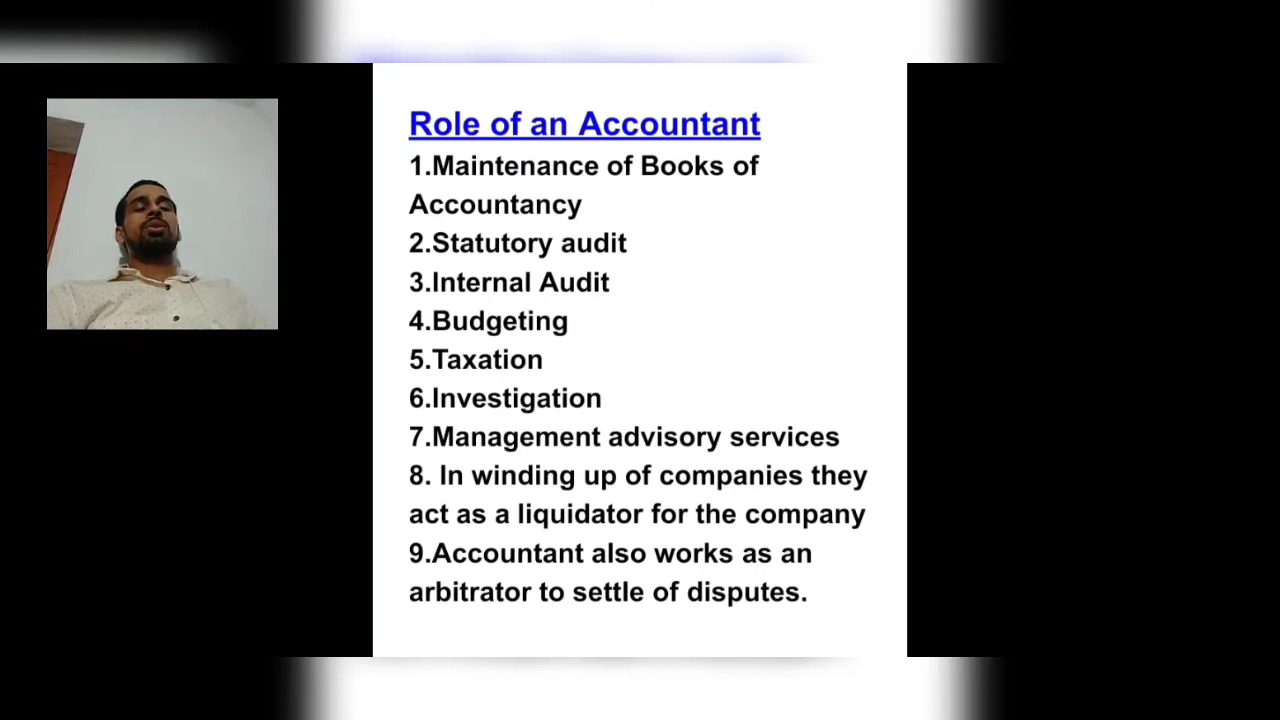 Role of an Accountant
1.Maintenance of Books of
Accountancy
2.Statutory audit
3.Internal Audit
4.Budgeting
5.Taxation
6.Investigation
7.Management advisory services
8. In winding up of companies they
act as a liquidator for the company
9.Accountant also works as an
arbitrator to settle of disputes.